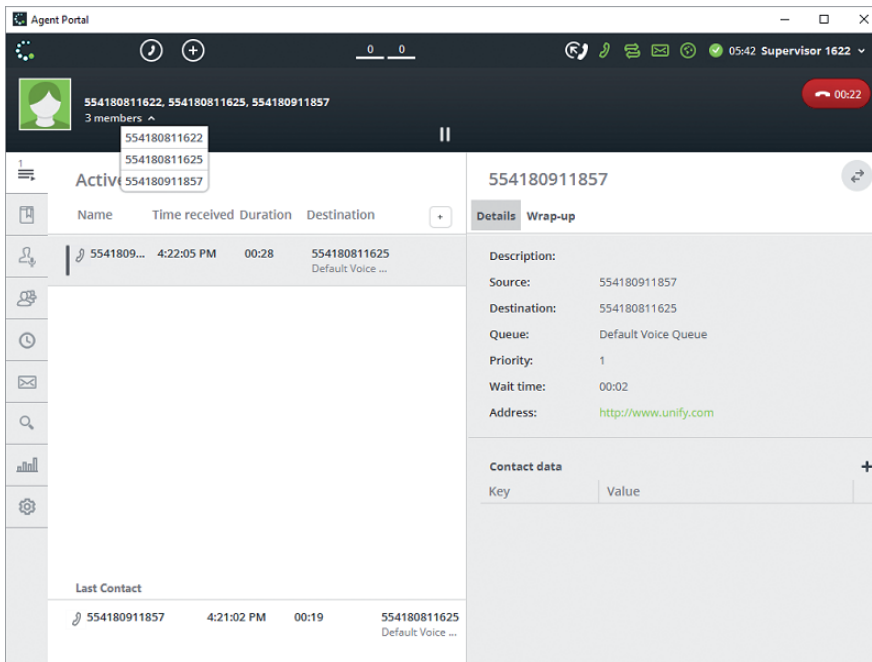 Agent Portal
0 0
05:42 Supervisor 1622
554180811622, 554180811625, 554180911857
3 members
00:22
554180811622
554180811625
554180911857
1
Active
Name Time received Duration Destination +
5541809... 4:22:05 PM 00:28 554180811625
Default Voice ...
Last Contact
554180911857 4:21:02 PM 00:19 554180811625
Default Voice ...
554180911857
Details Wrap-up
Description:
Source: 554180911857
Destination: 554180811625
Queue: Default Voice Queue
Priority: 1
Wait time: 00:02
Address: http://www.unify.com
Contact data +
Key Value